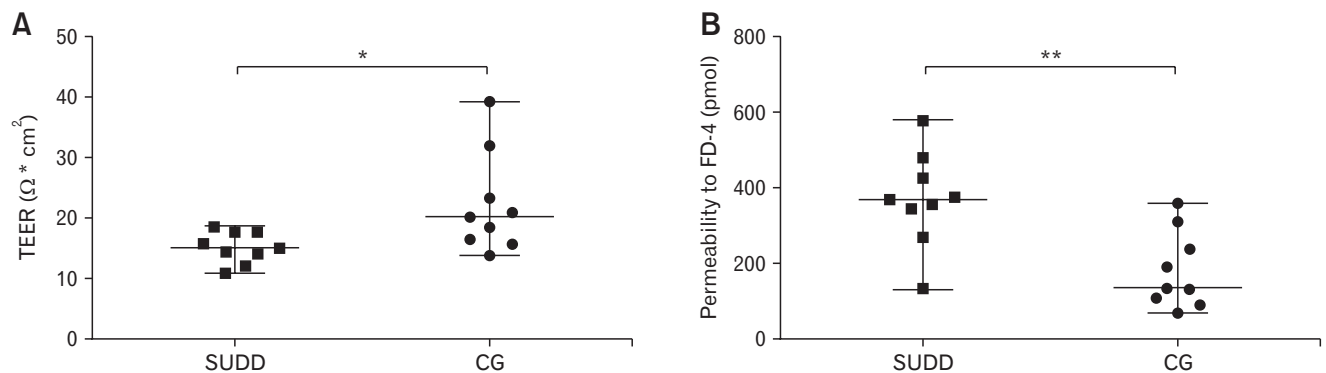 A
TEER (Ω * cm²)
50
40
30
20
10
0
*
SUDD
CG
B
Permeability to FD-4 (pmol)
800
600
400
200
0
**
SUDD
CG